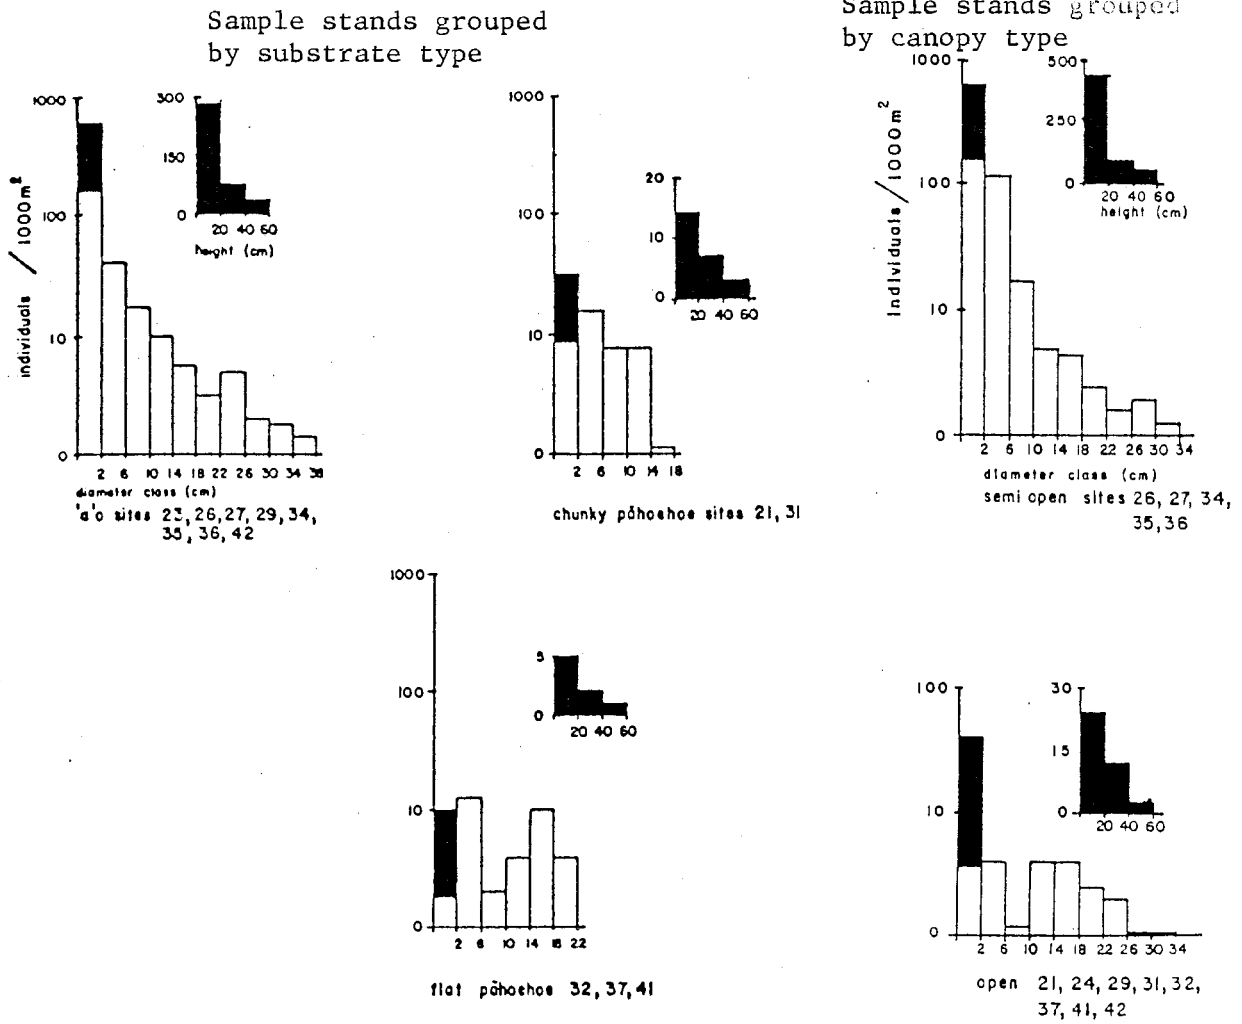 Sample stands grouped
by substrate type
Sample stands grouped
by canopy type
1000
100
10
0
individuals / 1000m²
300
150
0
20 40 60
height (cm)
2 6 10 14 18 22 26 30 34 38
diameter class (cm)
'a'o sites 23, 26, 27, 29, 34,
35, 36, 42
1000
100
10
0
20
10
0
20 40 60
2 6 10 14 18
chunky påhoehoe sites 21, 31
1000
100
10
0
Individuals / 1000m²
500
250
0
20 40 60
height (cm)
2 6 10 14 18 22 26 30 34
diameter class (cm)
semi open sites 26, 27, 34,
35, 36
1000
100
10
0
5
0
20 40 60
2 6 10 14 18 22
flat påhoehoe 32, 37, 41
100
10
0
30
15
0
20 40 60
2 6 10 14 18 22 26 30 34
open 21, 24, 29, 31, 32,
37, 41, 42